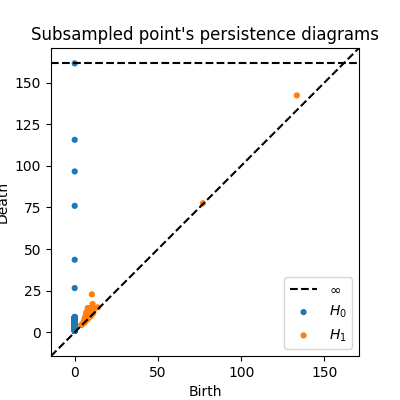 Subsampled point's persistence diagrams
150
125
100
75
50
25
0
Death
0 50 100 150
Birth
∞
H₀
H₁